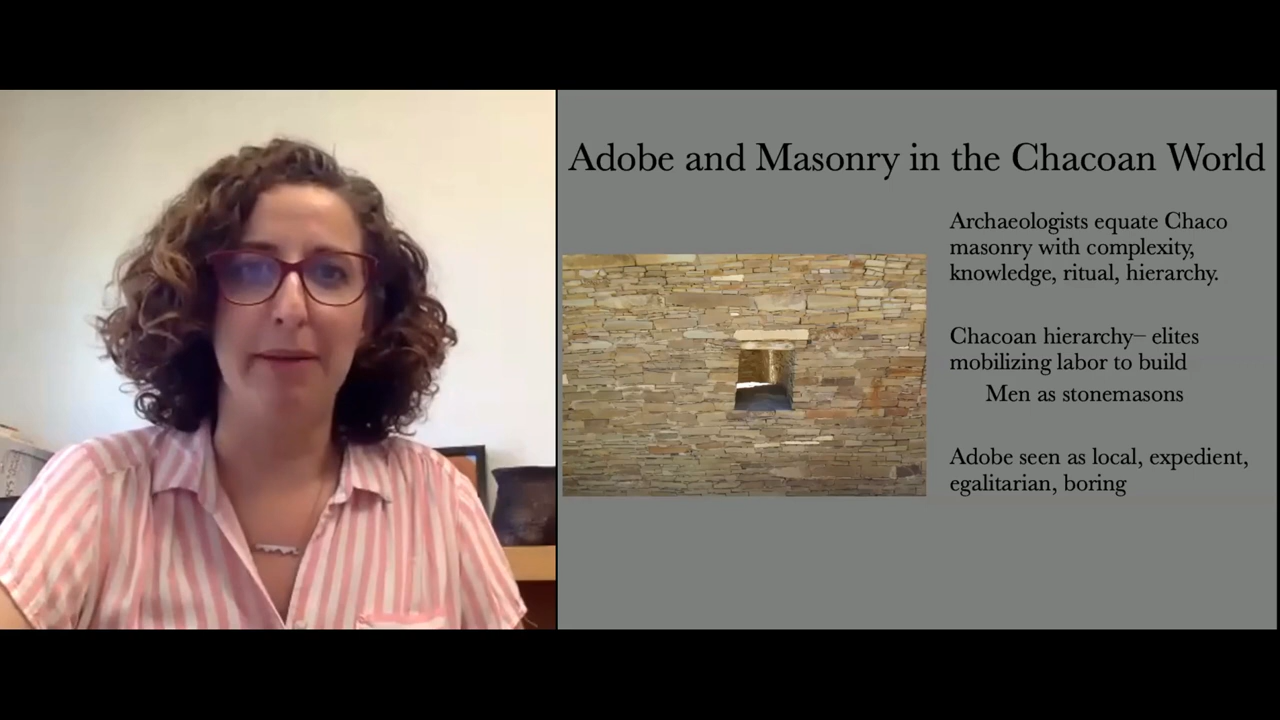 Adobe and Masonry in the Chacoan World
Archaeologists equate Chaco
masonry with complexity,
knowledge, ritual, hierarchy.
Chacoan hierarchy– elites
mobilizing labor to build
Men as stonemasons
Adobe seen as local, expedient,
egalitarian, boring